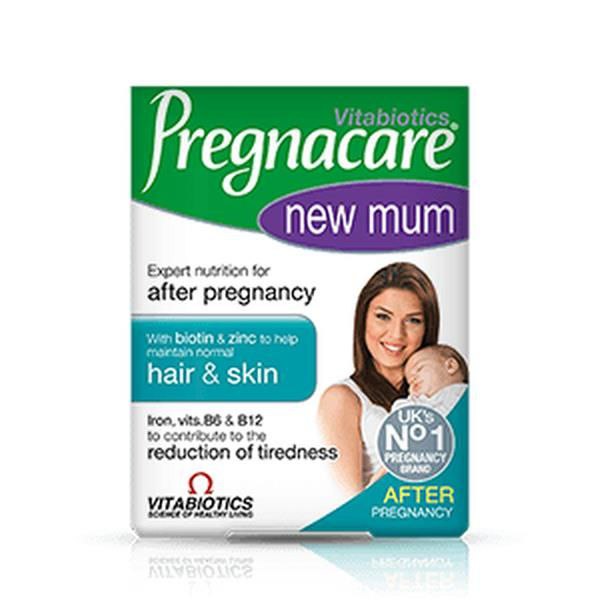 Vitabiotics
Pregnacare®
new mum
Expert nutrition for
after pregnancy
With biotin & zinc to help
maintain normal
hair & skin
Iron, vits.B6 & B12
to contribute to the
reduction of tiredness
UK's
No1
PREGNANCY
BRAND
AFTER
PREGNANCY
VITABIOTICS
SCIENCE OF HEALTHY LIVING